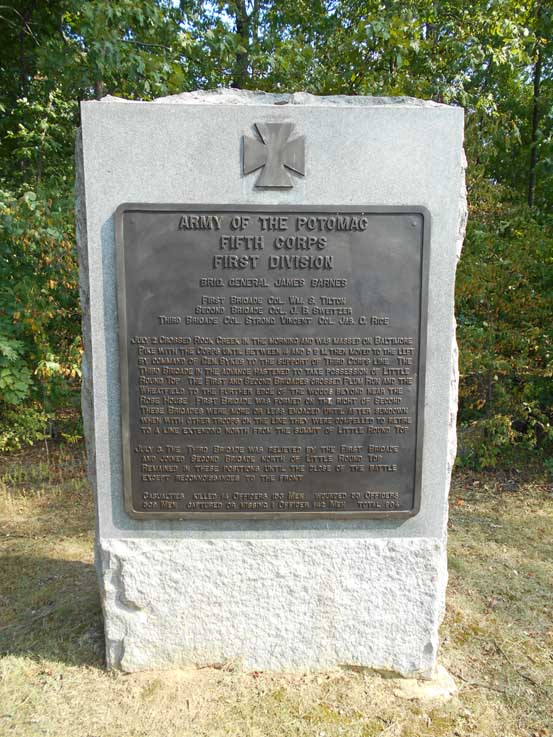 ARMY OF THE POTOMAC
FIFTH CORPS
FIRST DIVISION
BRIG. GENERAL JAMES BARNES
FIRST BRIGADE COL. WM. S. TILTON
SECOND BRIGADE COL. J. B. SWEITZER
THIRD BRIGADE COL. STRONG VINCENT COL. JAS. C. RICE
JULY 2 CROSSED ROCK CREEK IN THE MORNING AND WAS MASSED ON BALTIMORE
PIKE WITH THE CORPS UNTIL BETWEEN 4 AND 5 P. M. THEN MOVED TO THE LEFT
BY COMMAND OF GEN. SYKES TO THE SUPPORT OF THIRD CORPS LINE THE
THIRD BRIGADE IN THE ADVANCE HASTENED TO TAKE POSSESSION OF LITTLE
ROUND TOP THE FIRST AND SECOND BRIGADES CROSSED PLUM RUN AND THE
WHEATFIELD TO THE FURTHER EDGE OF THE WOODS BEYOND NEAR THE
ROSE HOUSE FIRST BRIGADE WAS FORMED ON THE RIGHT OF SECOND
THESE BRIGADES WERE MORE OR LESS ENGAGED UNTIL AFTER SUNDOWN
WHEN WITH OTHER TROOPS ON THE LINE THEY WERE COMPELLED TO RETIRE
TO A LINE EXTENDING NORTH FROM THE SUMMIT OF LITTLE ROUND TOP
JULY 3 THE THIRD BRIGADE WAS RELIEVED BY THE FIRST BRIGADE
AND JOINED SECOND BRIGADE NORTH OF LITTLE ROUND TOP
REMAINED IN THESE POSITIONS UNTIL THE CLOSE OF THE BATTLE
EXCEPT RECONNOISSANCES TO THE FRONT
CASUALTIES KILLED OFFICERS MEN WOUNDED OFFICERS
MEN CAPTURED OR MISSING 1 OFFICER MEN TOTAL